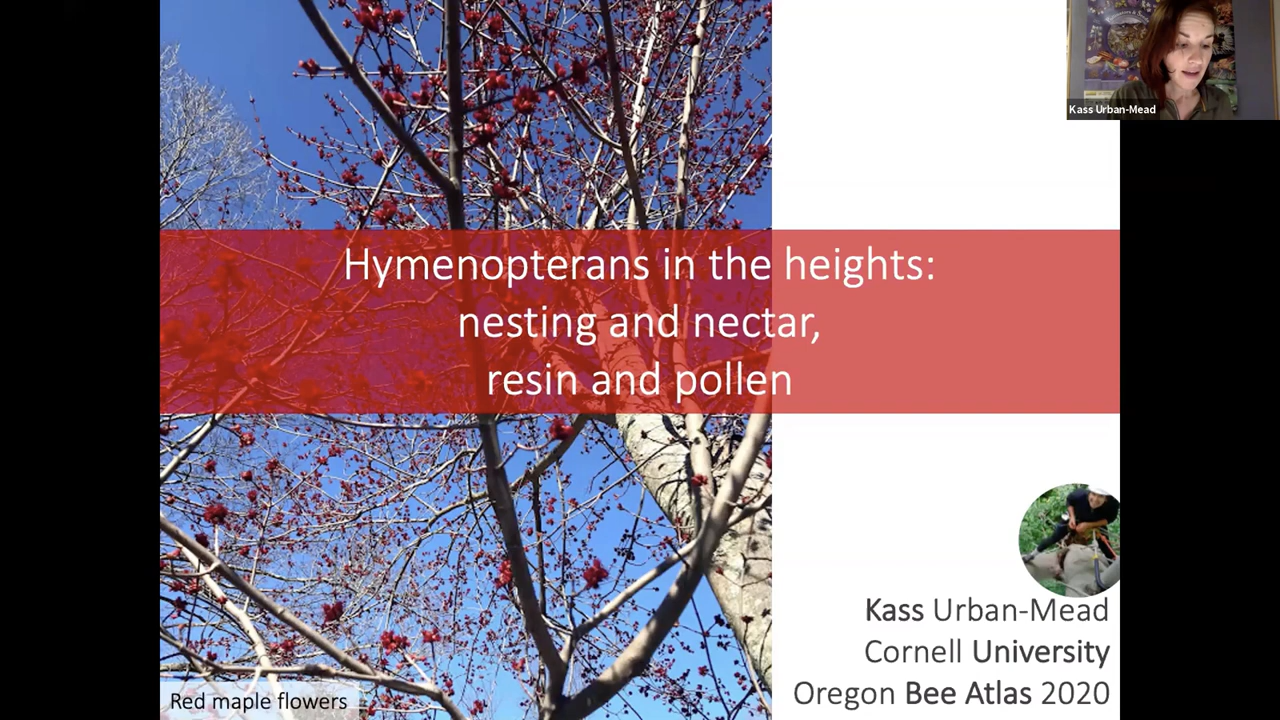 Kass Urban-Mead
Hymenopterans in the heights:
nesting and nectar,
resin and pollen
Kass Urban-Mead
Cornell University
Oregon Bee Atlas 2020
Red maple flowers